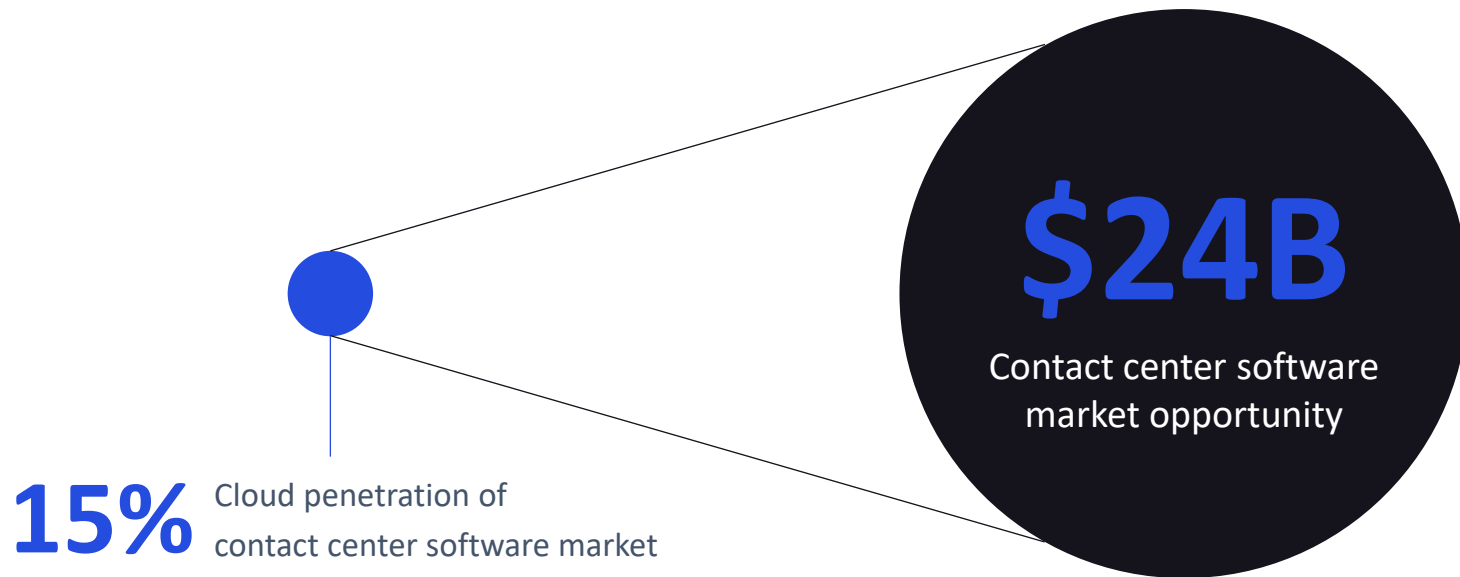 $24B
Contact center software
market opportunity
15%
Cloud penetration of
contact center software market